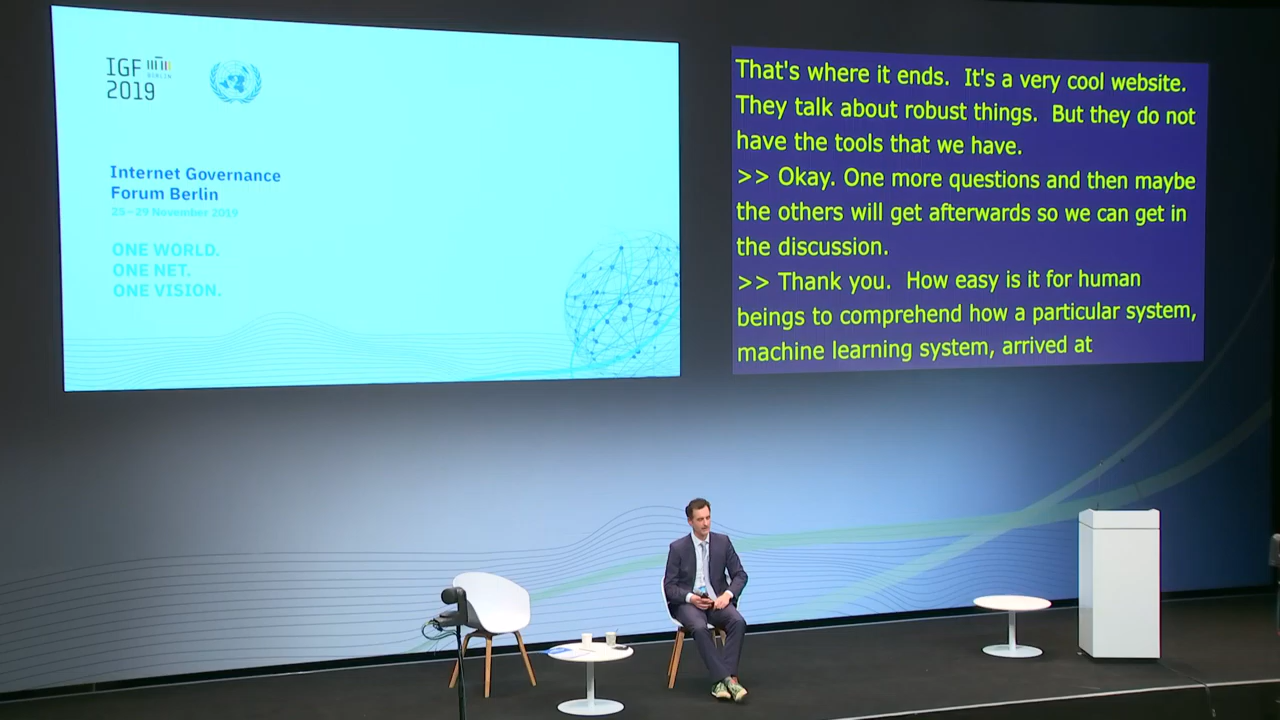 IGF
BERLIN
2019
Internet Governance
Forum Berlin
25–29 November 2019
ONE WORLD.
ONE NET.
ONE VISION.
That's where it ends.  It's a very cool website.
They talk about robust things.  But they do not
have the tools that we have.
>> Okay. One more questions and then maybe
the others will get afterwards so we can get in
the discussion.
>> Thank you.  How easy is it for human
beings to comprehend how a particular system,
machine learning system, arrived at